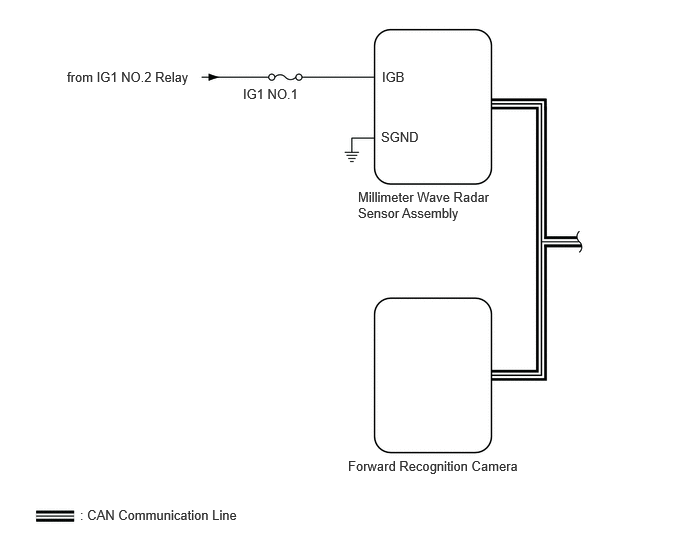 from IG1 NO.2 Relay
IG1 NO.1
IGB
SGND
Millimeter Wave Radar
Sensor Assembly
Forward Recognition Camera
: CAN Communication Line